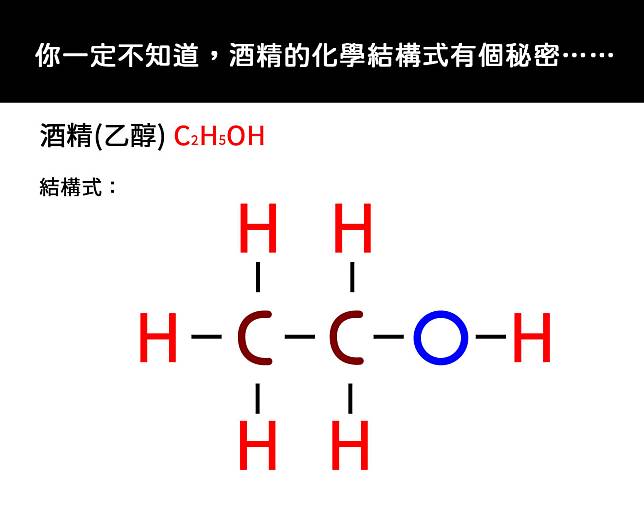 你一定不知道，酒精的化學結構式有個秘密⋯⋯
酒精(乙醇) C₂H₅OH
結構式：
H H
H C C O H
H H